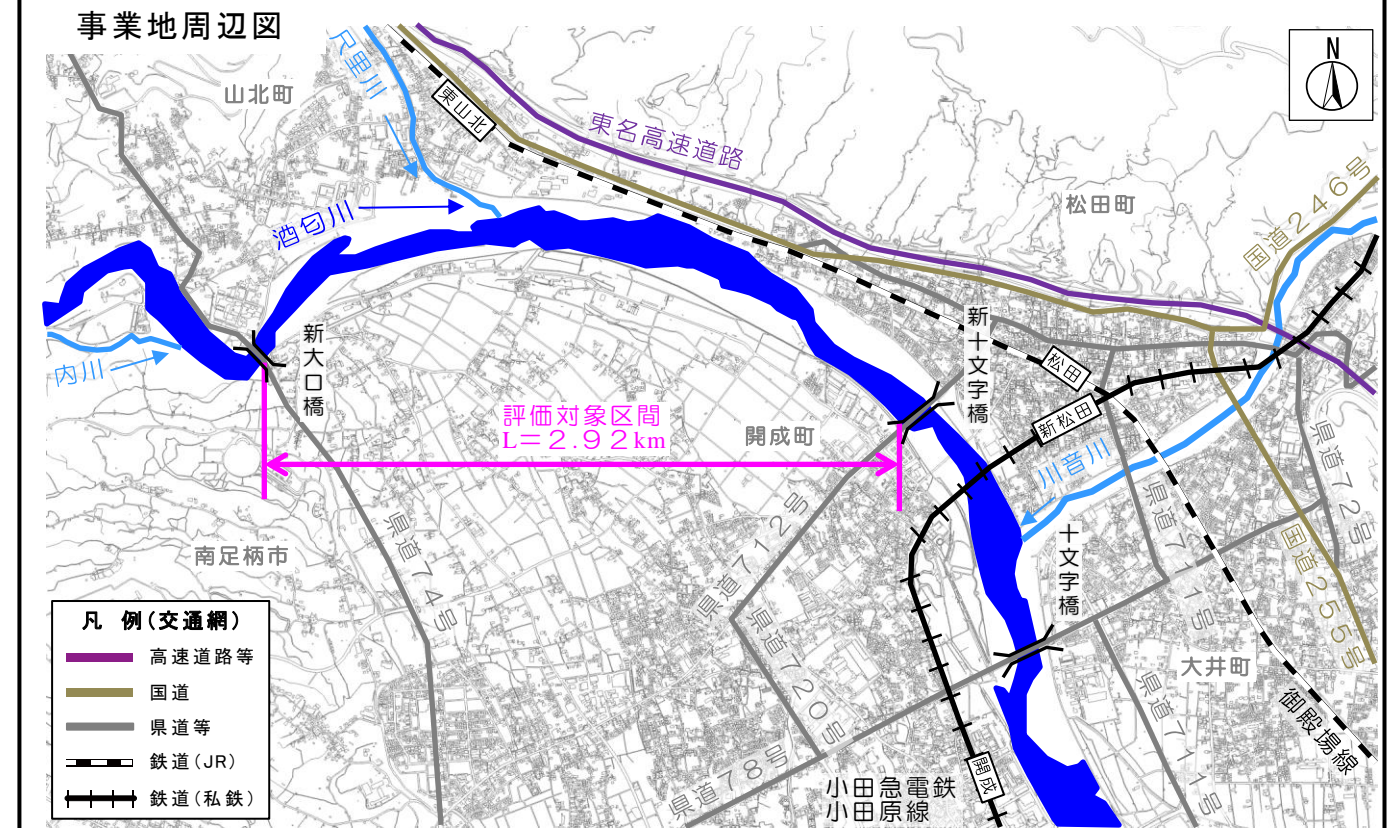 事業地周辺図
N
山北町
尺里川
東山北
東名高速道路
松田町
国道246号
酒匂川
内川
新大口橋
新十文字橋
松田
新松田
評価対象区間
L=2.92km
開成町
川音川
県道74号
県道712号
県道720号
県道78号
十文字橋
県道711号
県道72号
国道255号
南足柄市
大井町
県道711号
御殿場線
開成
小田急電鉄
小田原線
凡 例(交通網)
高速道路等
国道
県道等
鉄道(JR)
鉄道(私鉄)